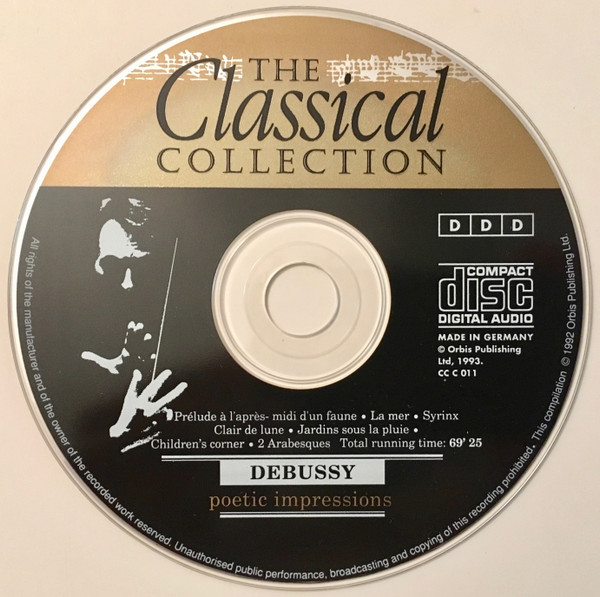 THE
Classical
COLLECTION
D D D
COMPACT
disc
DIGITAL AUDIO
MADE IN GERMANY
© Orbis Publishing
Ltd, 1993.
CC C 011
Prélude à l'après- midi d'un faune • La mer • Syrinx
Clair de lune • Jardins sous la pluie •
Children's corner • 2 Arabesques Total running time: 69' 25
DEBUSSY
poetic impressions
All rights of the manufacturer and of the owner of the recorded work reserved. Unauthorised public performance, broadcasting and copying of this recording prohibited. This compilation © 1992 Orbis Publishing Ltd.